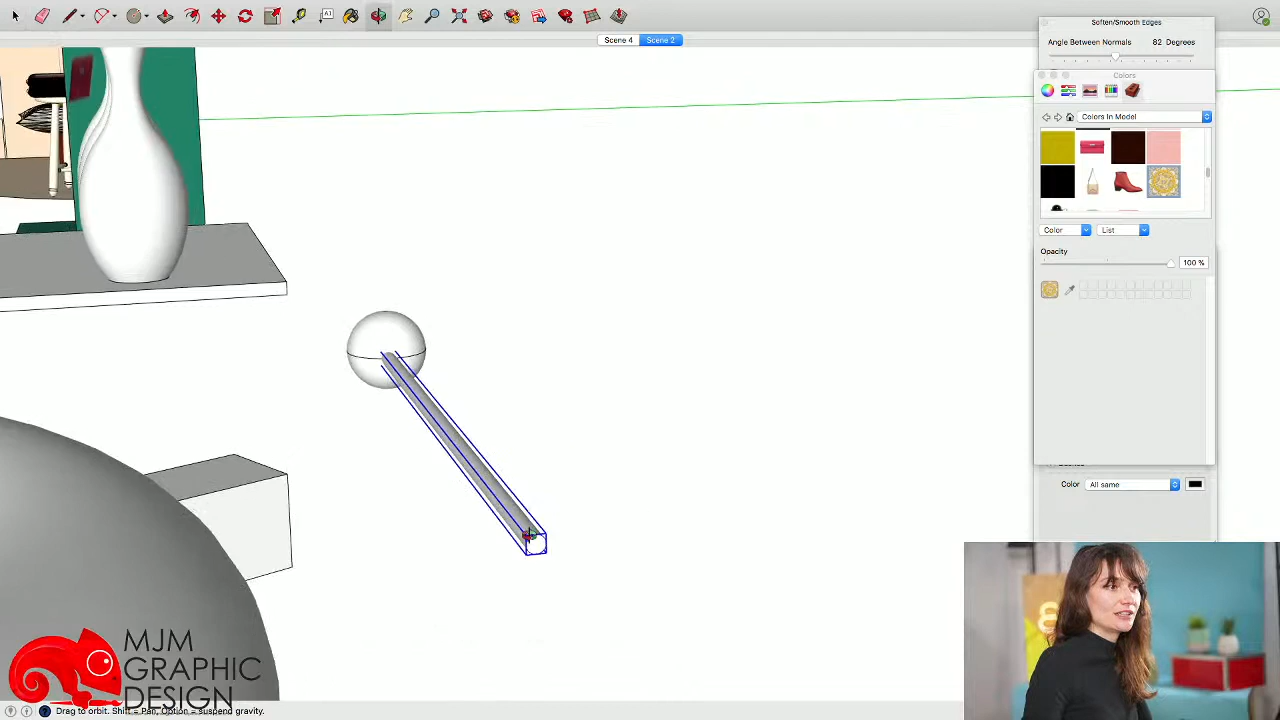 A1
Scene 4
Scene 2
Soften/Smooth Edges
Angle Between Normals 82 Degrees
Colors
Colors In Model
Color
List
Opacity
100 %
Color
All same
MJM
GRAPHIC
DESIGN
Drag to orbit. Shift = Pan, Option = suspend gravity.